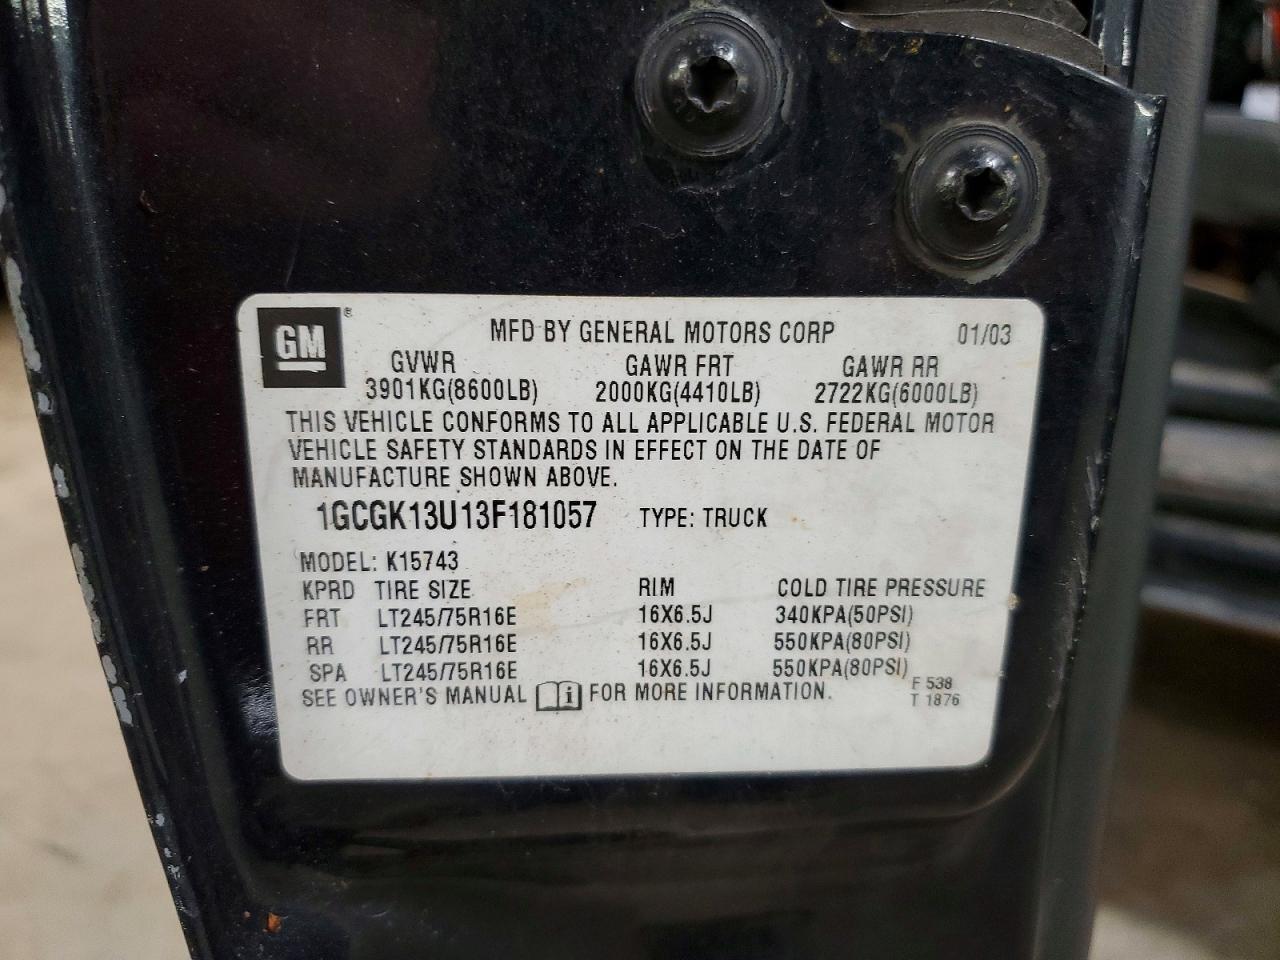 GM ®
MFD BY GENERAL MOTORS CORP 01/03
GVWR GAWR FRT GAWR RR
3901KG(8600LB) 2000KG(4410LB) 2722KG(6000LB)
THIS VEHICLE CONFORMS TO ALL APPLICABLE U.S. FEDERAL MOTOR
VEHICLE SAFETY STANDARDS IN EFFECT ON THE DATE OF
MANUFACTURE SHOWN ABOVE.
1GCGK13U13F181057 TYPE: TRUCK
MODEL: K15743
KPRD TIRE SIZE RIM COLD TIRE PRESSURE
FRT LT245/75R16E 16X6.5J 340KPA(50PSI)
RR LT245/75R16E 16X6.5J 550KPA(80PSI)
SPA LT245/75R16E 16X6.5J 550KPA(80PSI)
SEE OWNER'S MANUAL i FOR MORE INFORMATION.
F 538
T 1876